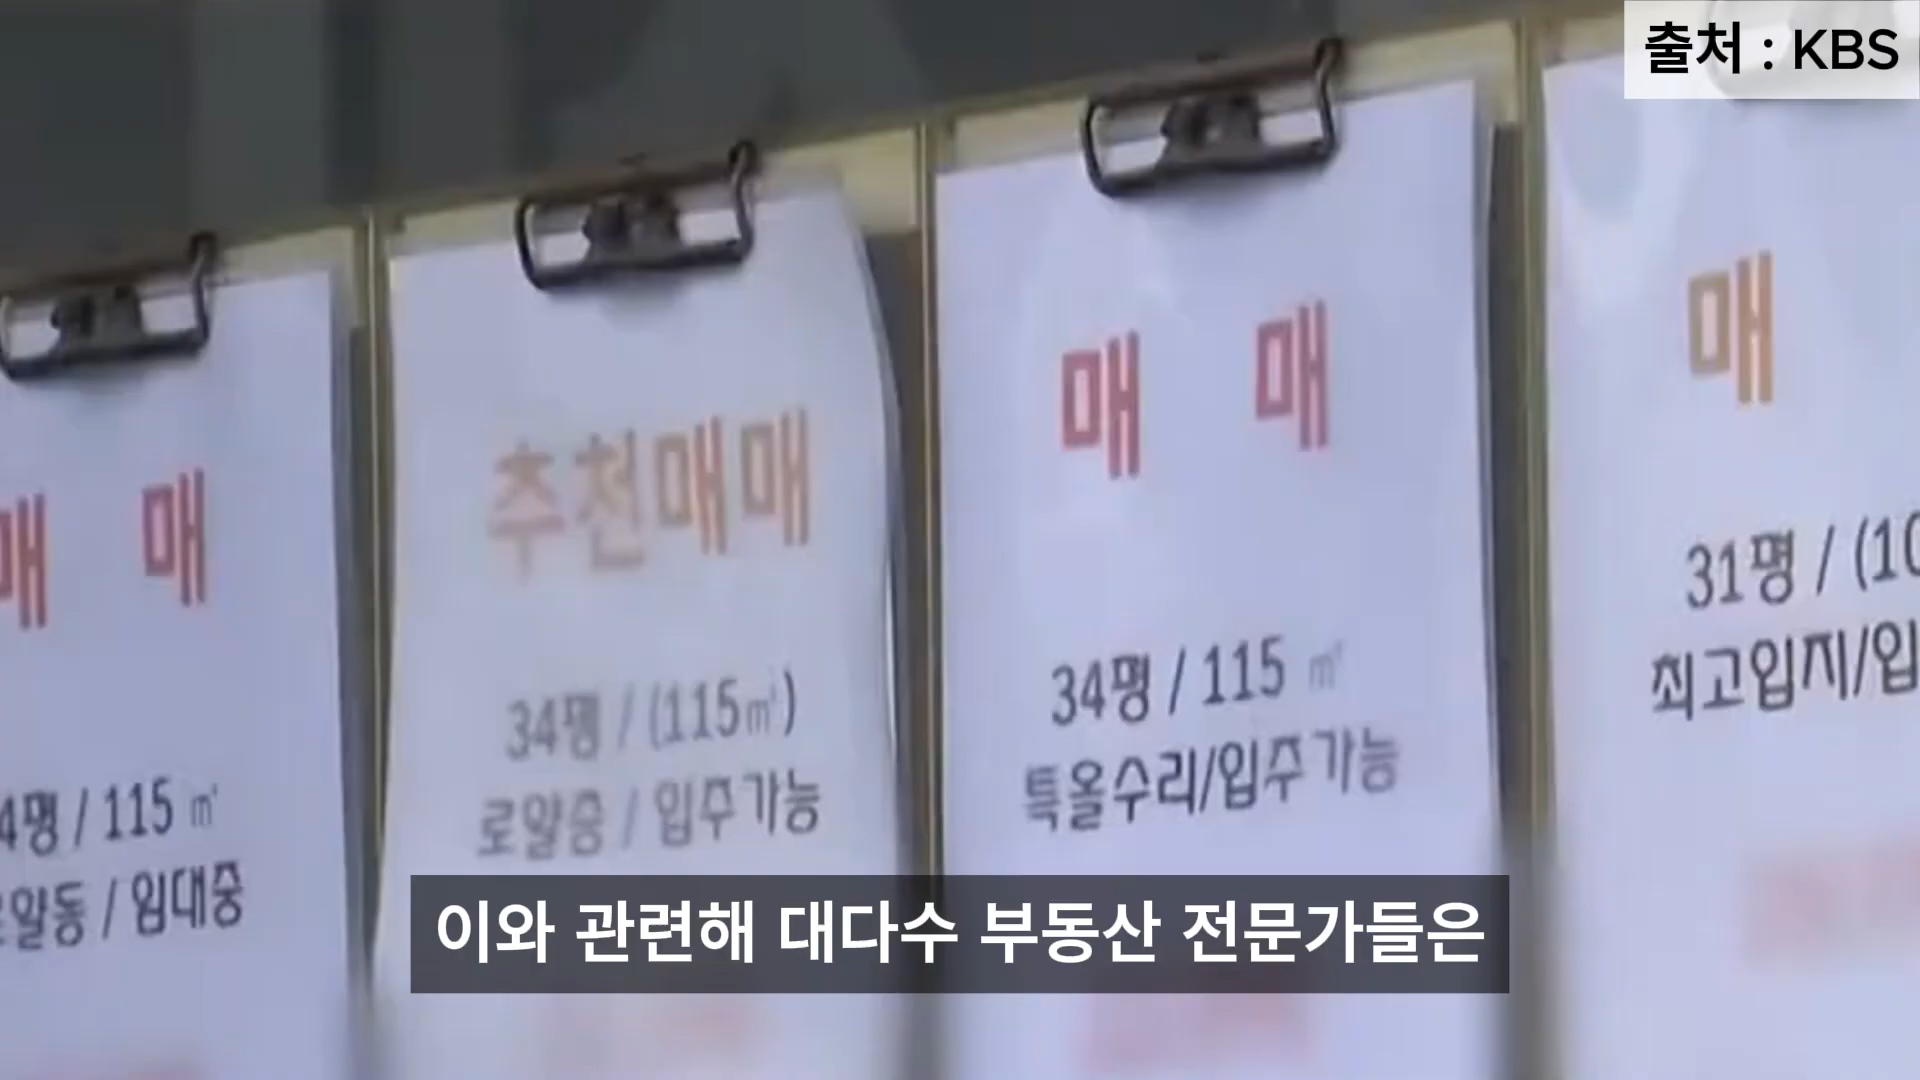 출처 : KBS
매 매
4평 / 115 ㎡
로얄동 / 임대중
추천매매
34평 / (115㎡)
로얄층 / 입주가능
매 매
34평 / 115 ㎡
특올수리/입주가능
매
31평 / (10
최고입지/입
이와 관련해 대다수 부동산 전문가들은